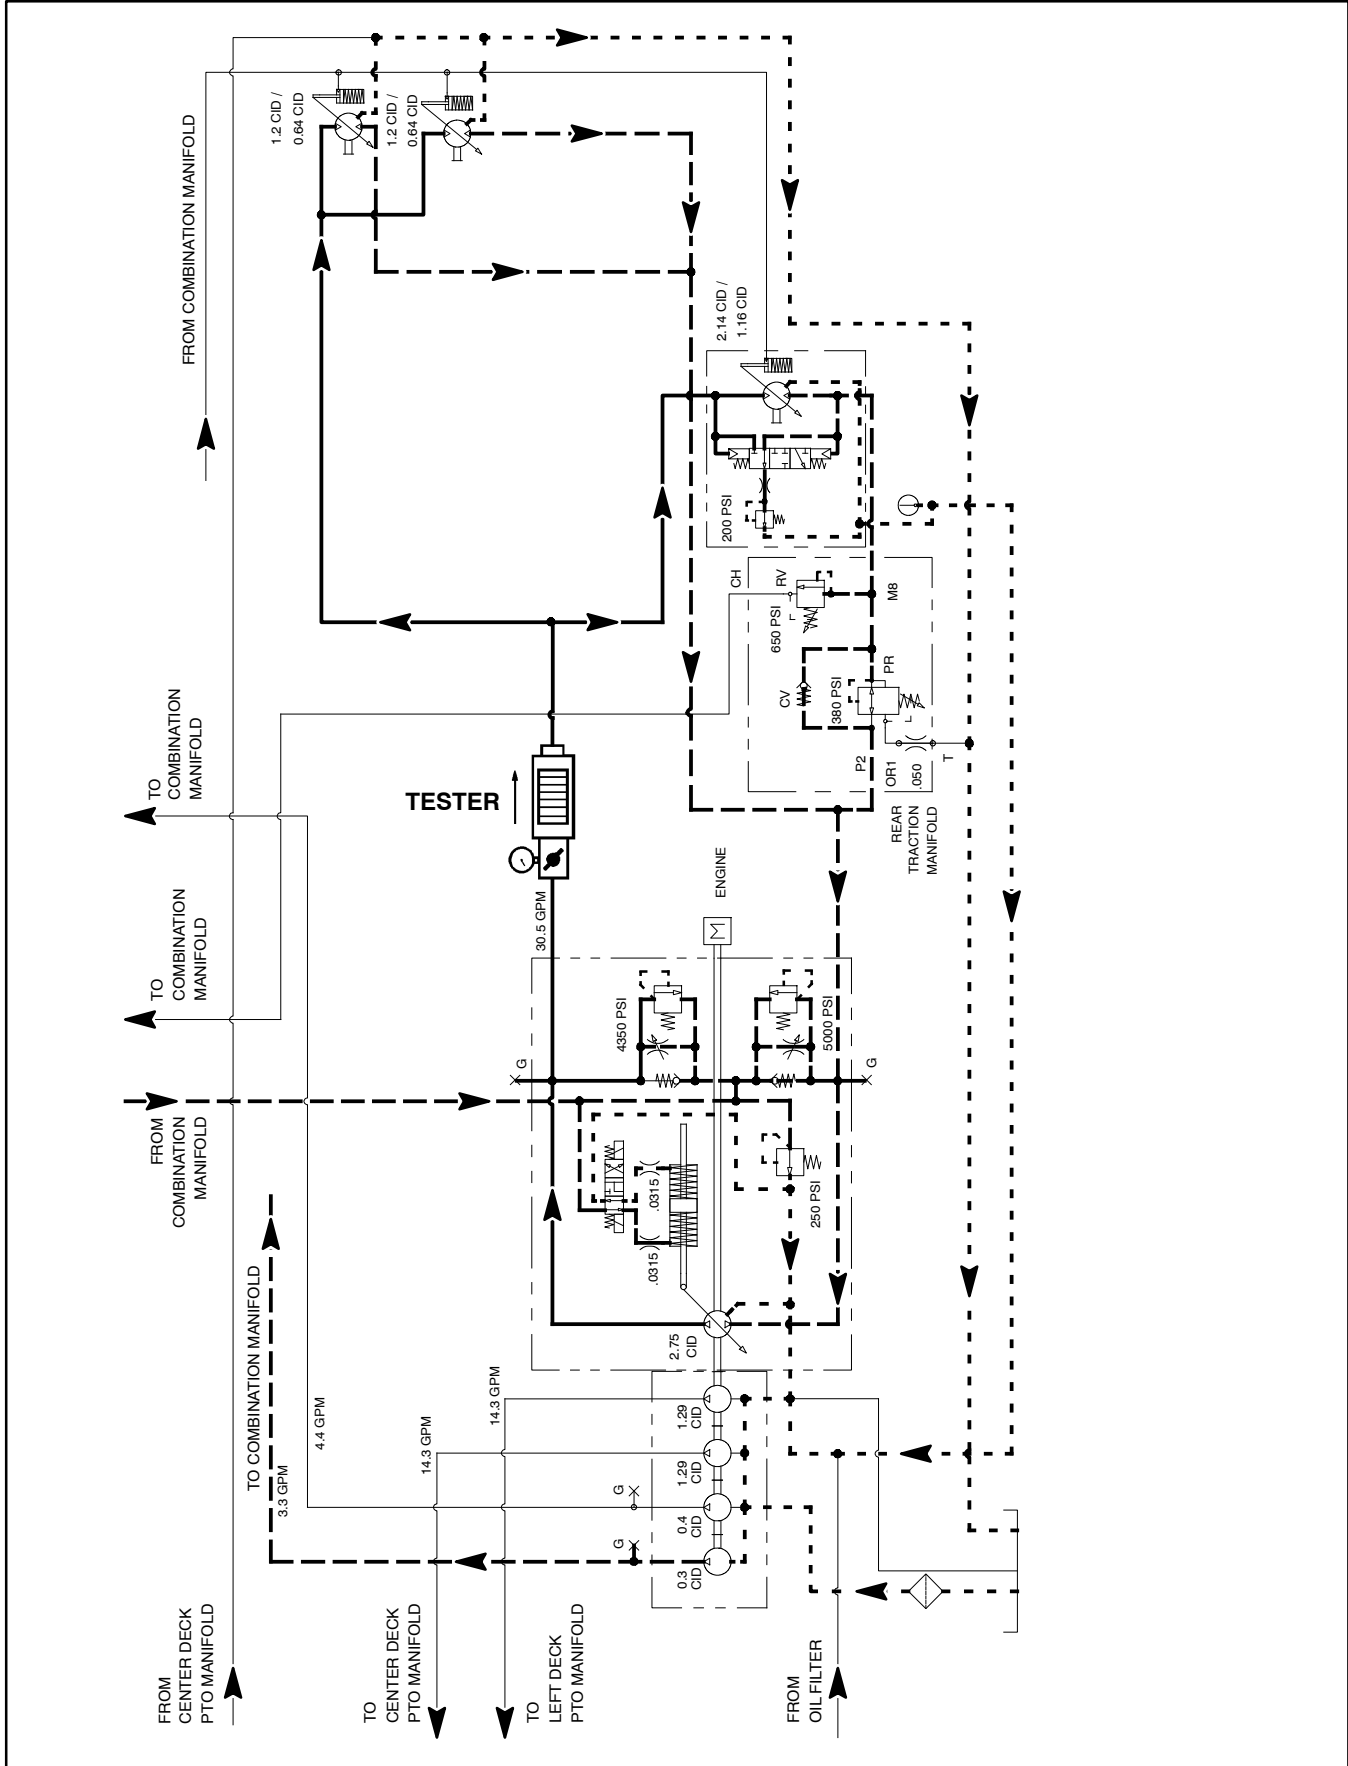 FROM COMBINATION MANIFOLD
1.2 CID /
0.64 CID
1.2 CID /
0.64 CID
2.14 CID /
1.16 CID
200 PSI
CH
RV
650 PSI
L
M8
CV
380 PSI
PR
L
P2
OR1
.050
T
REAR
TRACTION
MANIFOLD
TO
COMBINATION
MANIFOLD
TESTER
TO
COMBINATION
MANIFOLD
30.5 GPM
ENGINE
M
4350 PSI
5000 PSI
G
G
FROM
COMBINATION
MANIFOLD
.0315
.0315
250 PSI
2.75
CID
TO COMBINATION MANIFOLD
3.3 GPM
4.4 GPM
14.3 GPM
14.3 GPM
1.29
CID
1.29
CID
0.4
CID
0.3
CID
G
G
FROM
CENTER DECK
PTO MANIFOLD
TO
CENTER DECK
PTO MANIFOLD
TO
LEFT DECK
PTO MANIFOLD
FROM
OIL FILTER